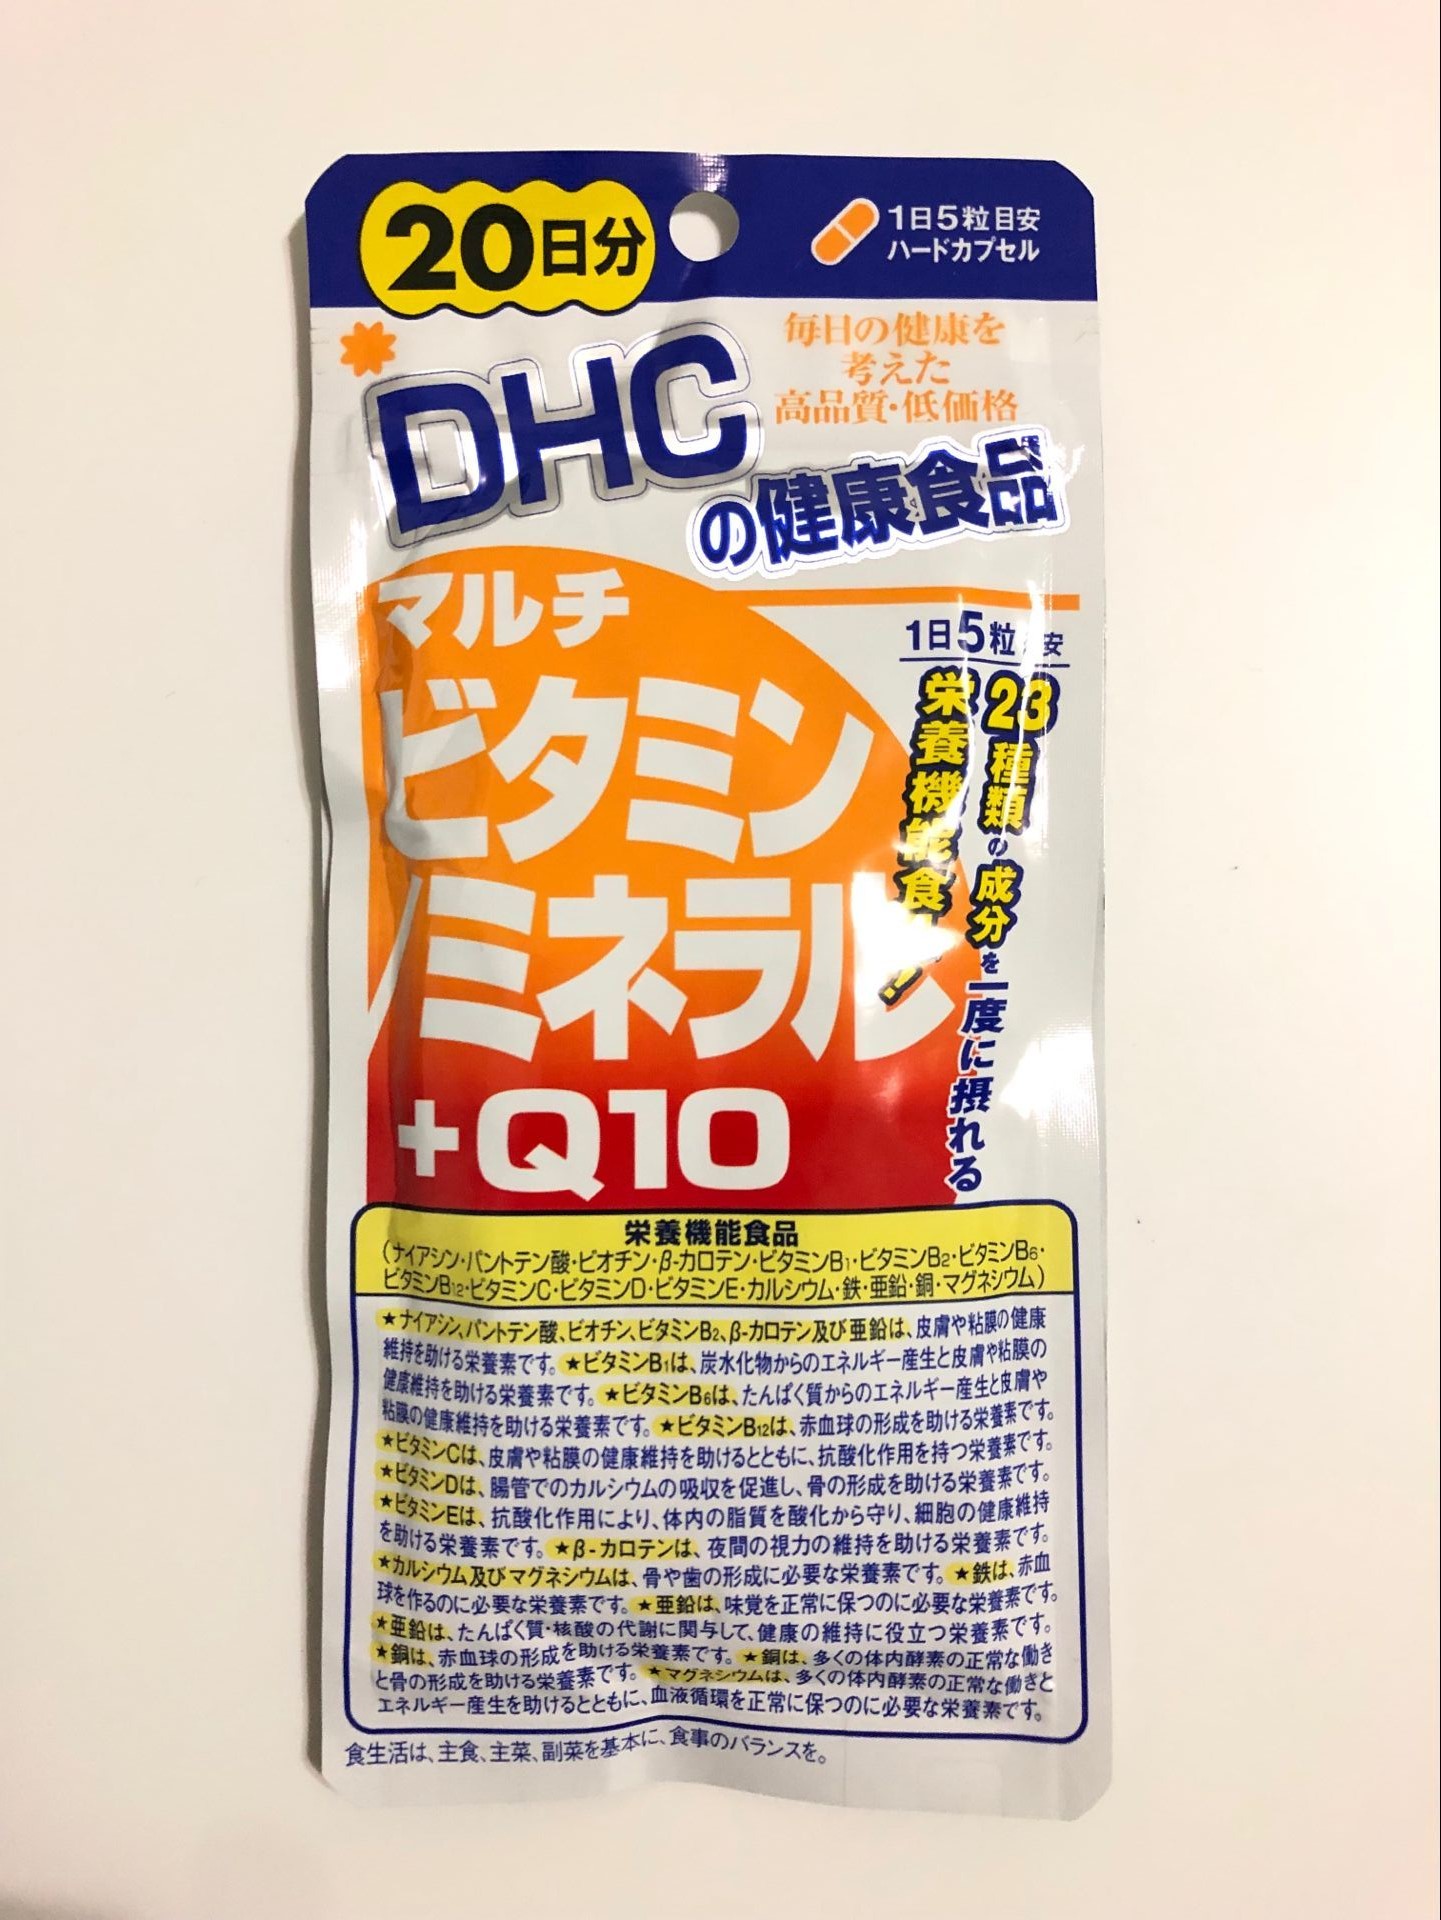 20日分
1日5粒目安
ハードカプセル
毎日の健康を
考えた
高品質・低価格
DHC
の健康食品
マルチ
ビタミン
/ミネラル
+Q10
1日5粒 安
23種類の成分を一度に摂れる
栄養機能食 !
栄養機能食品
(ナイアシン・パントテン酸・ビオチン・β-カロテン・ビタミンB1・ビタミンB2・ビタミンB6・
ビタミンB12・ビタミンC・ビタミンD・ビタミンE・カルシウム・鉄・亜鉛・銅・マグネシウム)
★ナイアシン、パントテン酸、ビオチン、ビタミンB2、β-カロテン及び亜鉛は、皮膚や粘膜の健康
維持を助ける栄養素です。★ビタミンB1は、炭水化物からのエネルギー産生と皮膚や粘膜の
健康維持を助ける栄養素です。★ビタミンB6は、たんぱく質からのエネルギー産生と皮膚や
粘膜の健康維持を助ける栄養素です。★ビタミンB12は、赤血球の形成を助ける栄養素です。
★ビタミンCは、皮膚や粘膜の健康維持を助けるとともに、抗酸化作用を持つ栄養素です。
★ビタミンDは、腸管でのカルシウムの吸収を促進し、骨の形成を助ける栄養素です。
★ビタミンEは、抗酸化作用により、体内の脂質を酸化から守り、細胞の健康維持
を助ける栄養素です。★β-カロテンは、夜間の視力の維持を助ける栄養素です。
★カルシウム及びマグネシウムは、骨や歯の形成に必要な栄養素です。★鉄は、赤血
球を作るのに必要な栄養素です。★亜鉛は、味覚を正常に保つのに必要な栄養素です。
★亜鉛は、たんぱく質・核酸の代謝に関与して、健康の維持に役立つ栄養素です。
★銅は、赤血球の形成を助ける栄養素です。★銅は、多くの体内酵素の正常な働き
と骨の形成を助ける栄養素です。★マグネシウムは、多くの体内酵素の正常な働きと
エネルギー産生を助けるとともに、血液循環を正常に保つのに必要な栄養素です。
食生活は、主食、主菜、副菜を基本に、食事のバランスを。